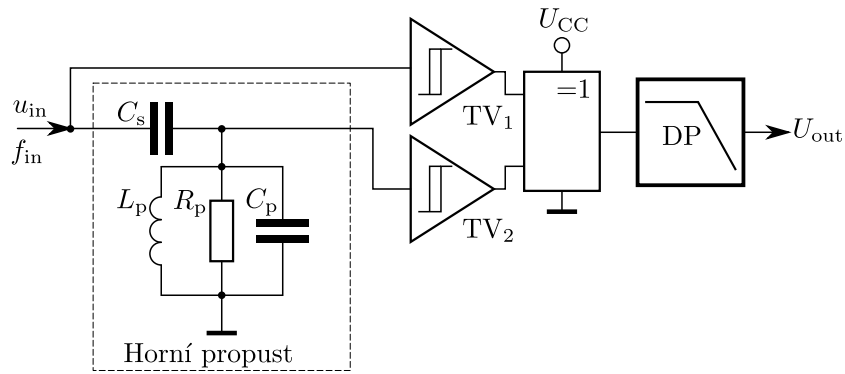 U_CC
u_in
f_in
C_s
TV_1
=1
DP
U_out
L_p
R_p
C_p
TV_2
Horní propust